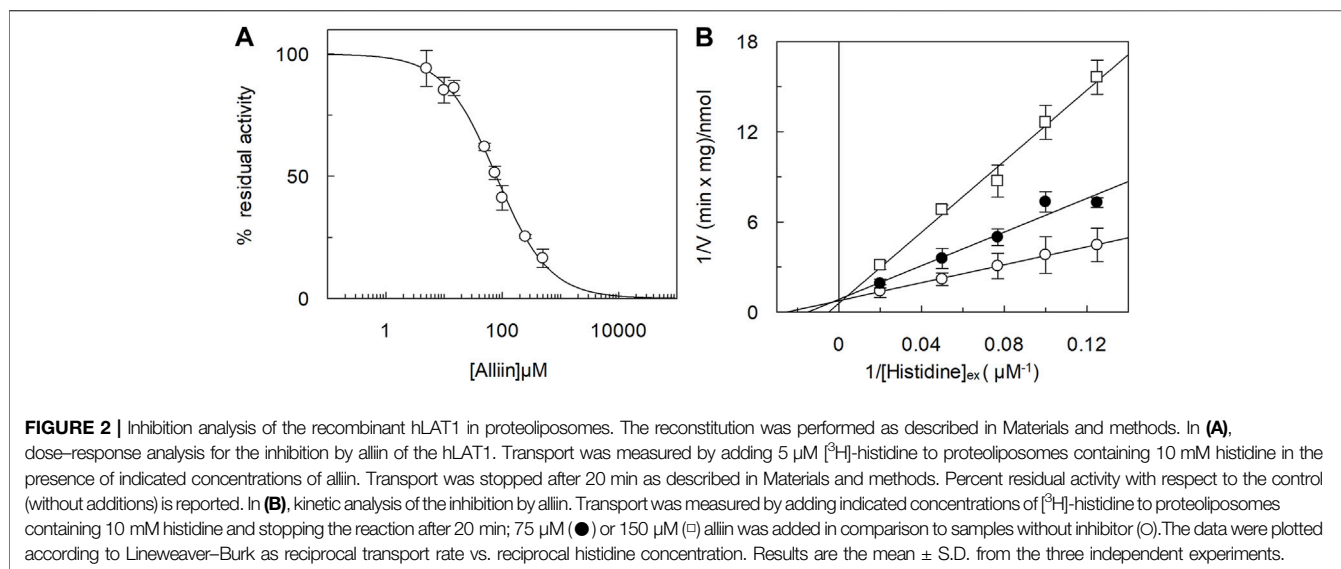 A
100
50
0
% residual activity
1
100
10000
[Alliin]µM
B
18
12
6
0
1/V (min x mg)/nmol
0
0.04
0.08
0.12
1/[Histidine]ex ( µM-1)
FIGURE 2 | Inhibition analysis of the recombinant hLAT1 in proteoliposomes. The reconstitution was performed as described in Materials and methods. In (A),
dose–response analysis for the inhibition by alliin of the hLAT1. Transport was measured by adding 5 µM [³H]-histidine to proteoliposomes containing 10 mM histidine in the
presence of indicated concentrations of alliin. Transport was stopped after 20 min as described in Materials and methods. Percent residual activity with respect to the control
(without additions) is reported. In (B), kinetic analysis of the inhibition by alliin. Transport was measured by adding indicated concentrations of [³H]-histidine to proteoliposomes
containing 10 mM histidine and stopping the reaction after 20 min; 75 µM (●) or 150 µM (□) alliin was added in comparison to samples without inhibitor (○).The data were plotted
according to Lineweaver–Burk as reciprocal transport rate vs. reciprocal histidine concentration. Results are the mean ± S.D. from the three independent experiments.